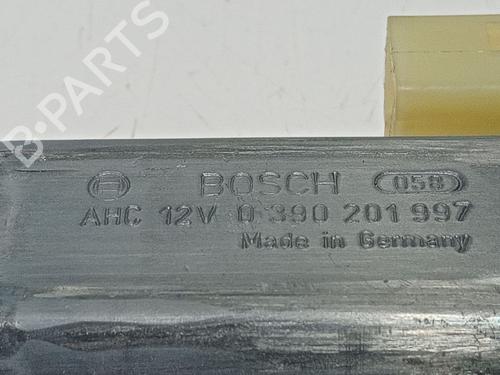 B-PARTS
BOSCH 058
AHC 12V 0 390 201 997
Made in Germany